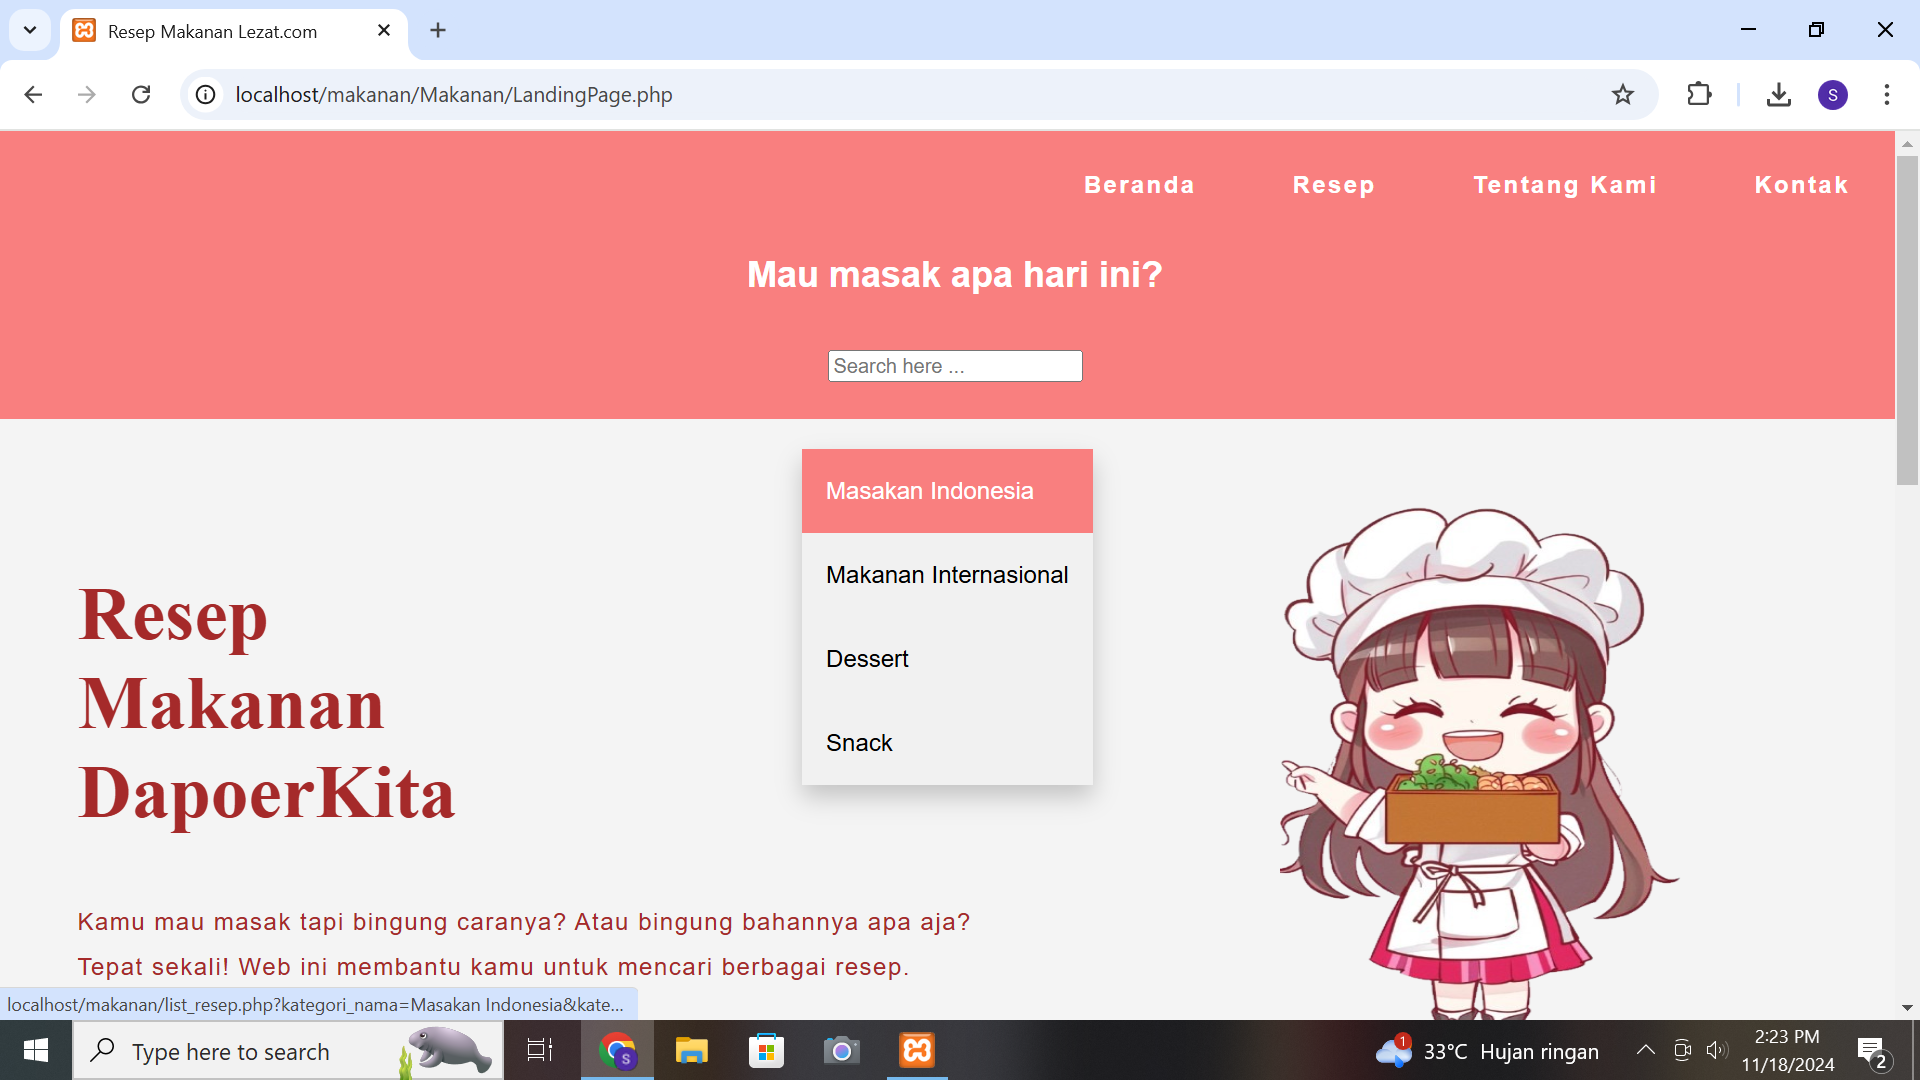 Resep Makanan Lezat.com
localhost/makanan/Makanan/LandingPage.php
S
Beranda Resep Tentang Kami Kontak
Mau masak apa hari ini?
Search here ...
Masakan Indonesia
Makanan Internasional
Dessert
Snack
Resep
Makanan
DapoerKita
Kamu mau masak tapi bingung caranya? Atau bingung bahannya apa aja?
Tepat sekali! Web ini membantu kamu untuk mencari berbagai resep.
localhost/makanan/list_resep.php?kategori_nama=Masakan Indonesia&kate...
Type here to search
S
1
33°C Hujan ringan
2:23 PM
11/18/2024
2